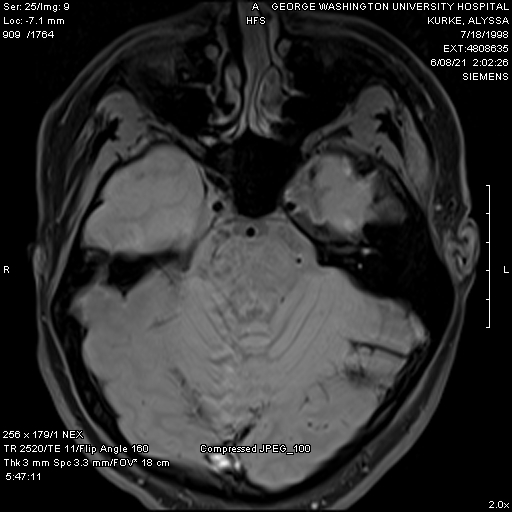 Ser: 25/Img: 9
Loc: -7.1 mm
909 /1764
A GEORGE WASHINGTON UNIVERSITY HOSPITAL
HFS KURKE, ALYSSA
7/18/1998
EXT:4808635
6/08/21 2:02:26
SIEMENS
R
L
256 x 179/1 NEX
TR 2520/TE 11/Flip Angle 160
Thk 3 mm Spc 3.3 mm/FOV* 18 cm
5:47:11
Compressed JPEG_100
2.0x